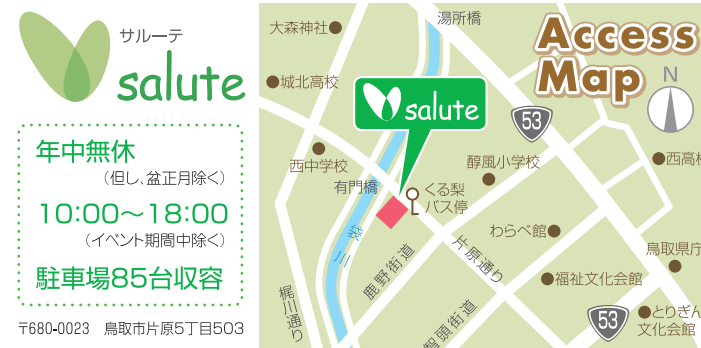 サルーテ
salute
年中無休
(但し、盆正月除く)
10:00～18:00
(イベント期間中除く)
駐車場85台収容
〒680-0023 鳥取市片原5丁目503
Access
Map
N
湯所橋
大森神社
城北高校
salute
53
西中学校
醇風小学校
西高校
有門橋
くる梨
バス停
わらべ館
袋川
鹿野街道
片原通り
鳥取県庁
福祉文化会館
梶川通り
智頭街道
53
とりぎん
文化会館